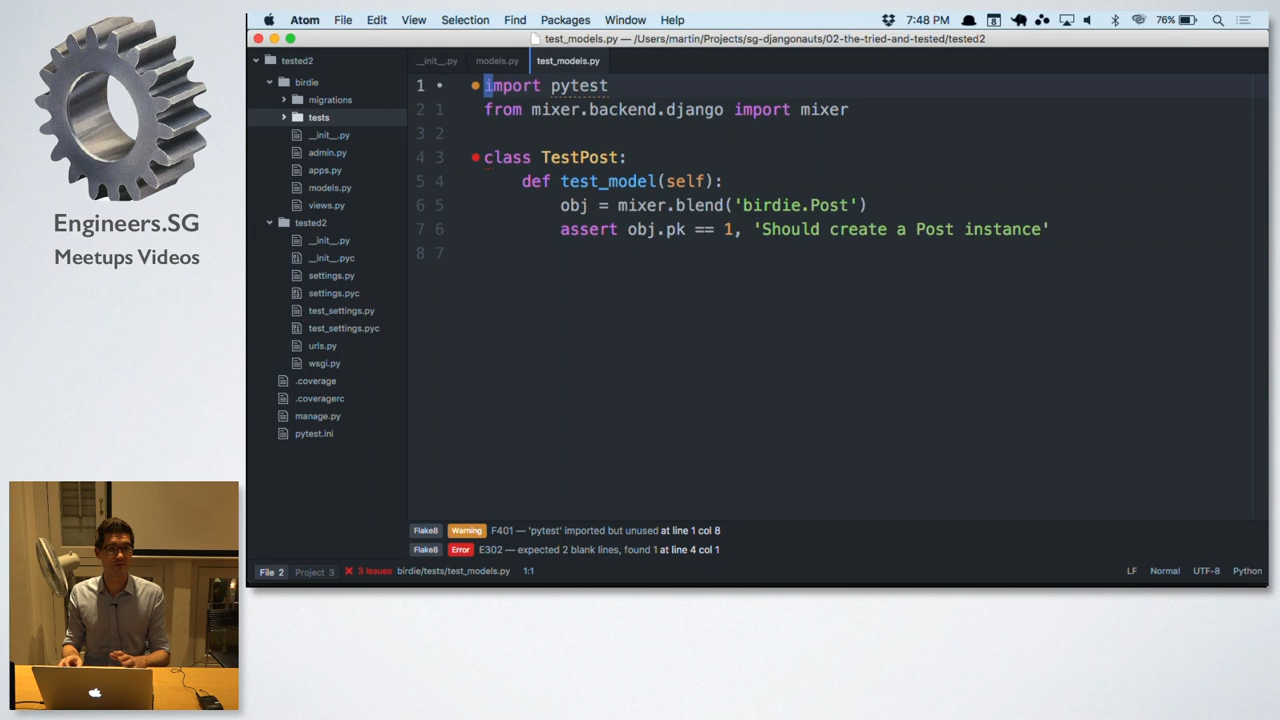 Engineers.SG
Meetups Videos
Atom File Edit View Selection Find Packages Window Help
8 7:48 PM 76%
test_models.py — /Users/martin/Projects/sg-djangonauts/02-the-tried-and-tested/tested2
tested2
birdie
migrations
tests
__init__.py
admin.py
apps.py
models.py
views.py
tested2
__init__.py
__init__.pyc
settings.py
settings.pyc
test_settings.py
test_settings.pyc
urls.py
wsgi.py
.coverage
.coveragerc
manage.py
pytest.ini
__init__.py models.py test_models.py
1 • import pytest
2 1 from mixer.backend.django import mixer
3 2
4 3 class TestPost:
5 4 def test_model(self):
6 5 obj = mixer.blend('birdie.Post')
7 6 assert obj.pk == 1, 'Should create a Post instance'
8 7
Flake8 Warning F401 — 'pytest' imported but unused at line 1 col 8
Flake8 Error E302 — expected 2 blank lines, found 1 at line 4 col 1
File 2 Project 3 3 Issues birdie/tests/test_models.py 1:1 LF Normal UTF-8 Python